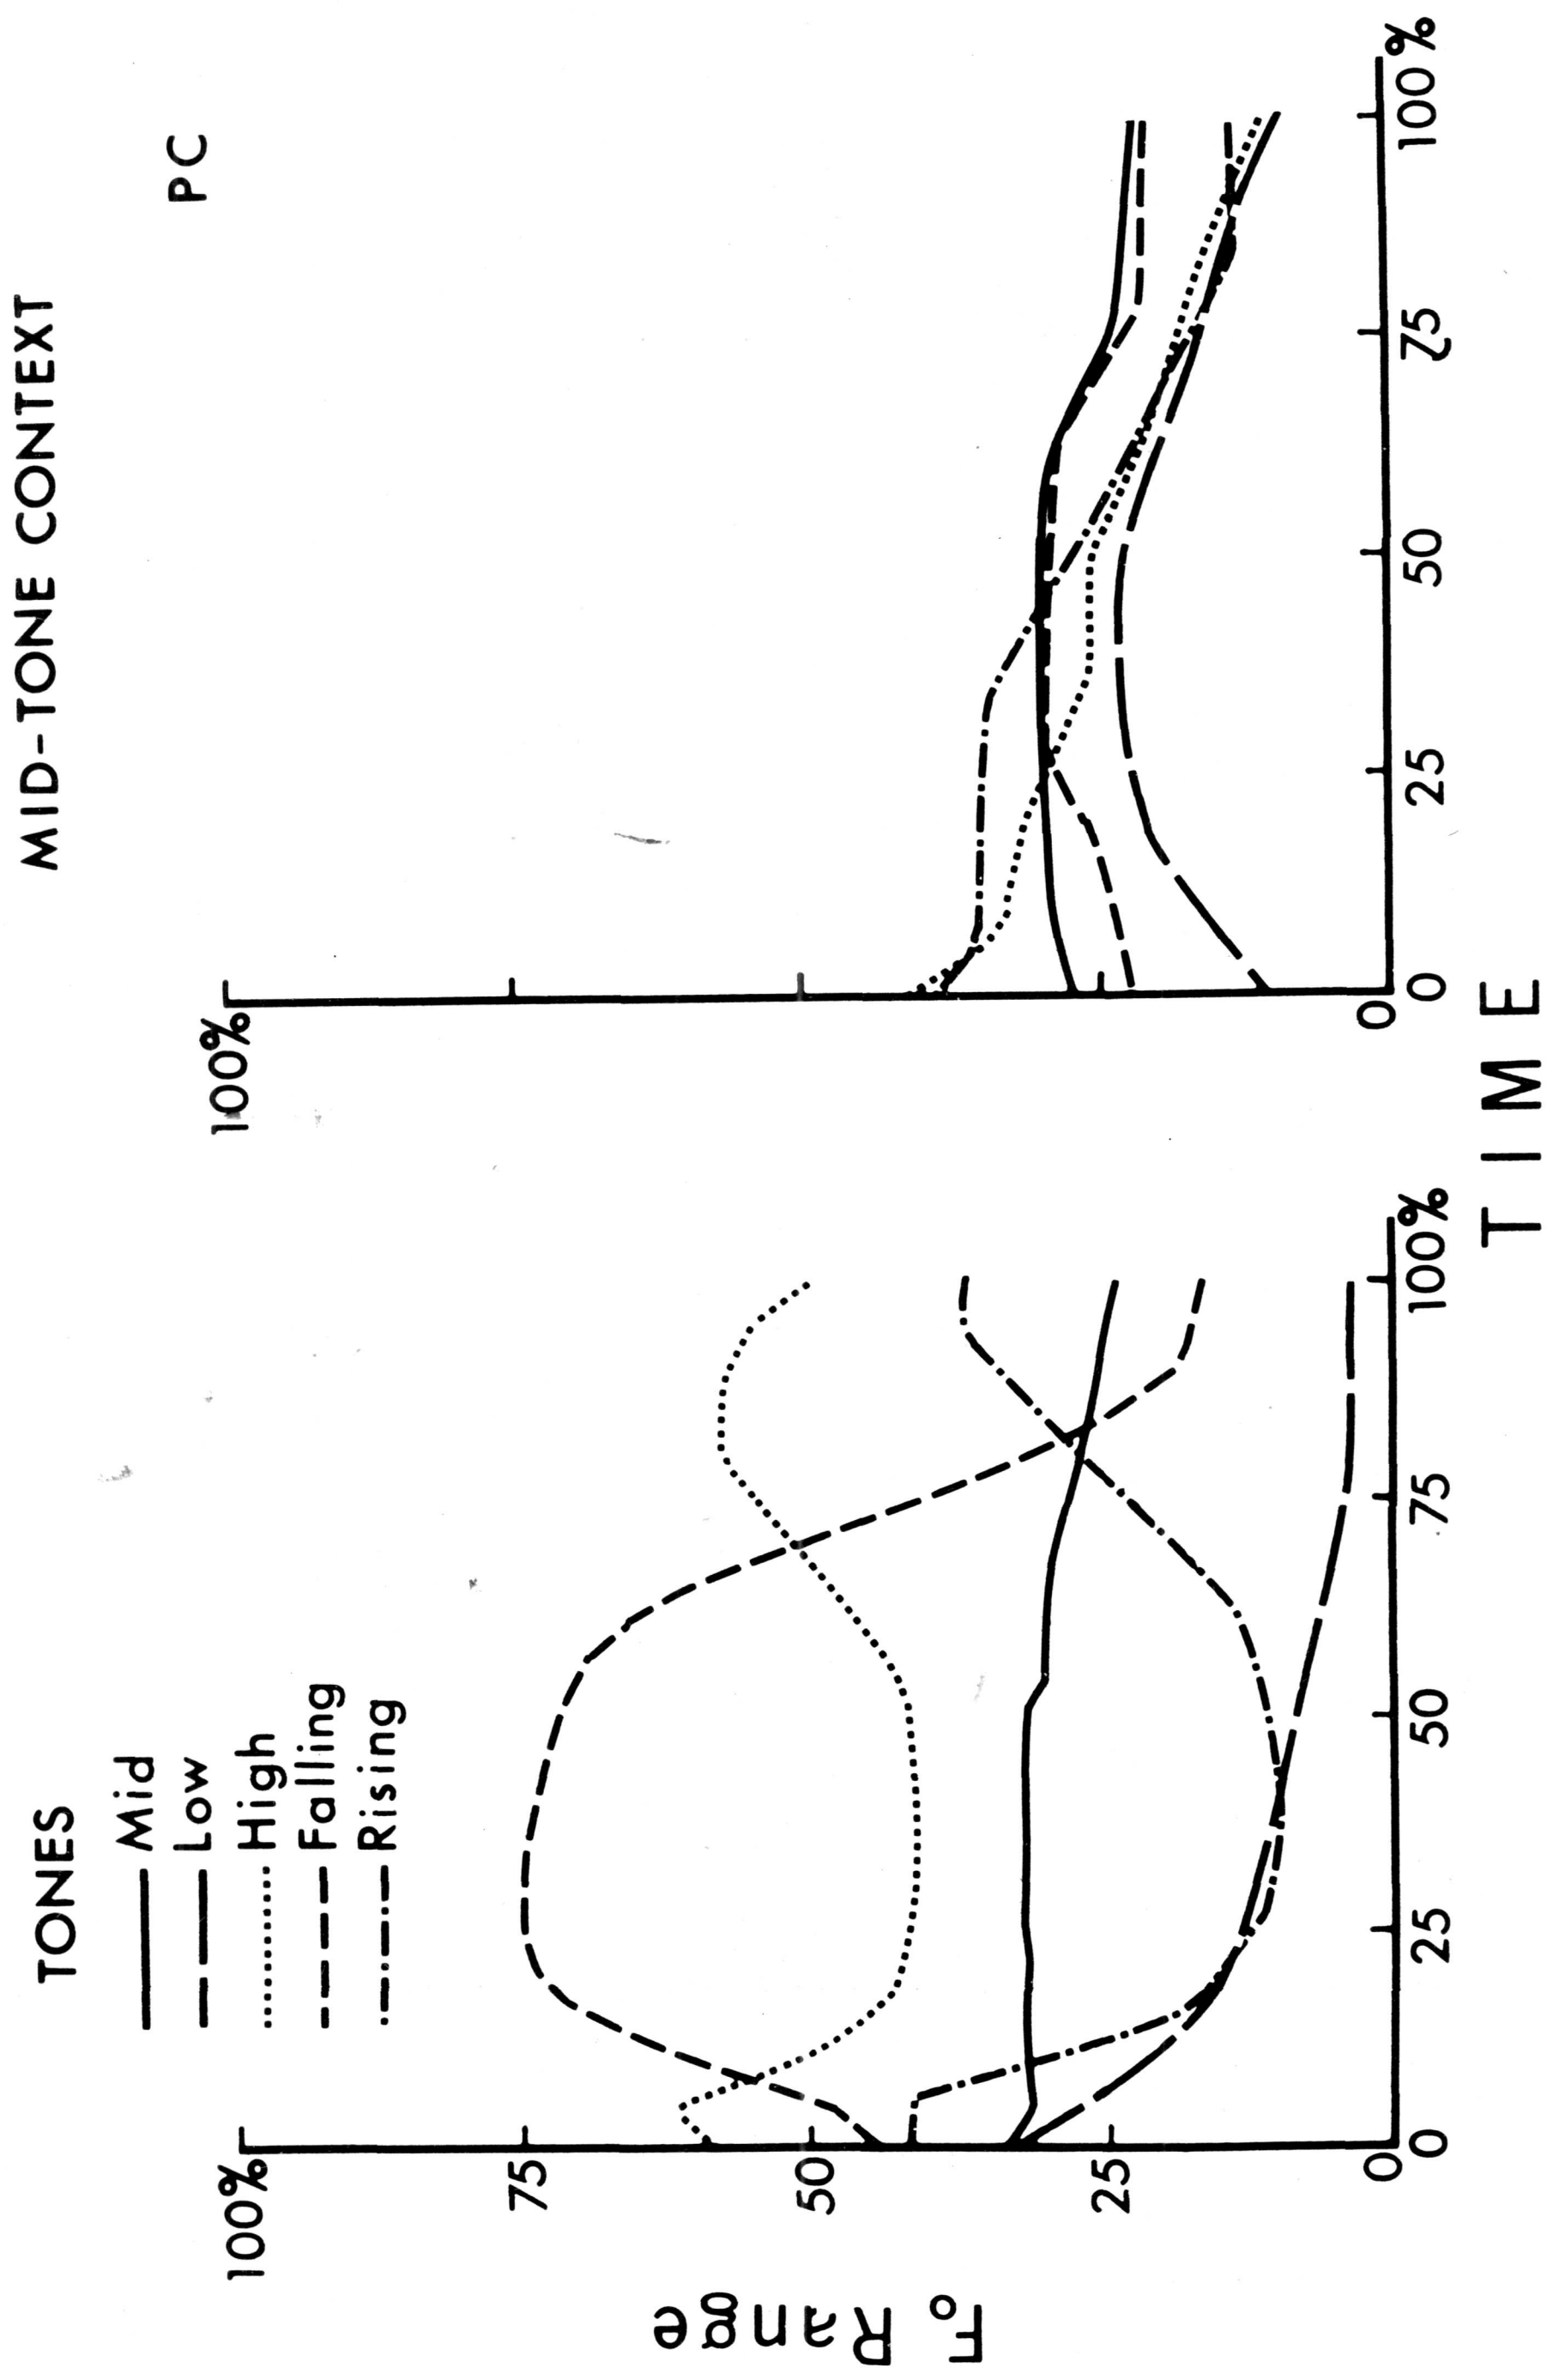 MID-TONE CONTEXT
PC
TONES
Mid
Low
High
Falling
Rising
F₀ Range
100%
75
50
25
0
0 25 50 75 100%
100%
0
0 25 50 75 100%
TIME